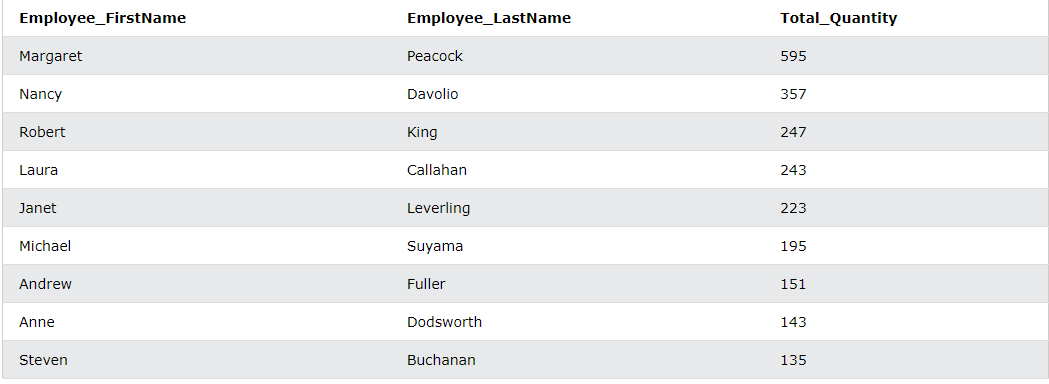 Employee_FirstName Employee_LastName Total_Quantity
Margaret Peacock 595
Nancy Davolio 357
Robert King 247
Laura Callahan 243
Janet Leverling 223
Michael Suyama 195
Andrew Fuller 151
Anne Dodsworth 143
Steven Buchanan 135